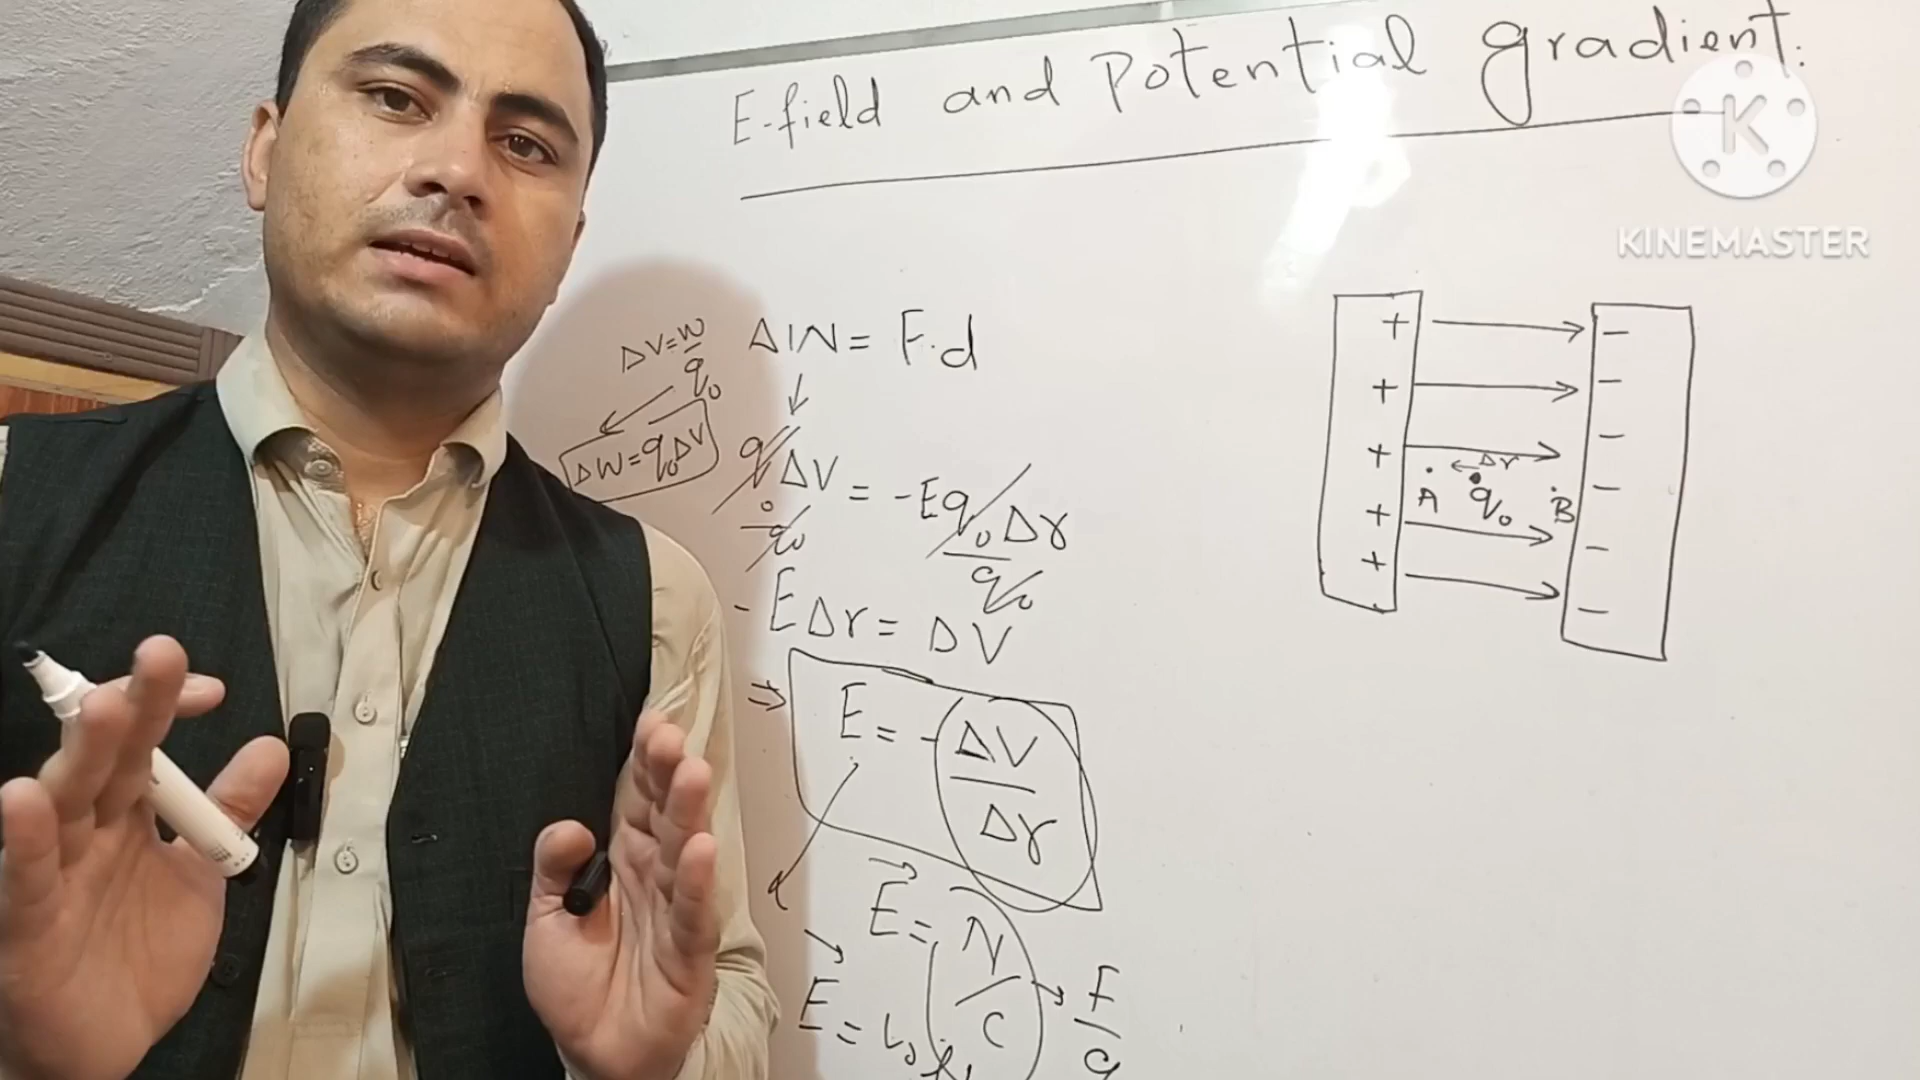 E-field and Potential gradient.
KINEMASTER
ΔV=W/q₀
ΔW=q₀ΔV
ΔW = F.d
q₀ΔV/q₀ = -Eq₀Δr/q₀
-EΔr = ΔV
⇒ E = -ΔV/Δr
E⃗ = N/C → F/q
E⃗ =
+ −
+ −
+ Δr −
A q₀ B −
+ −
+ −